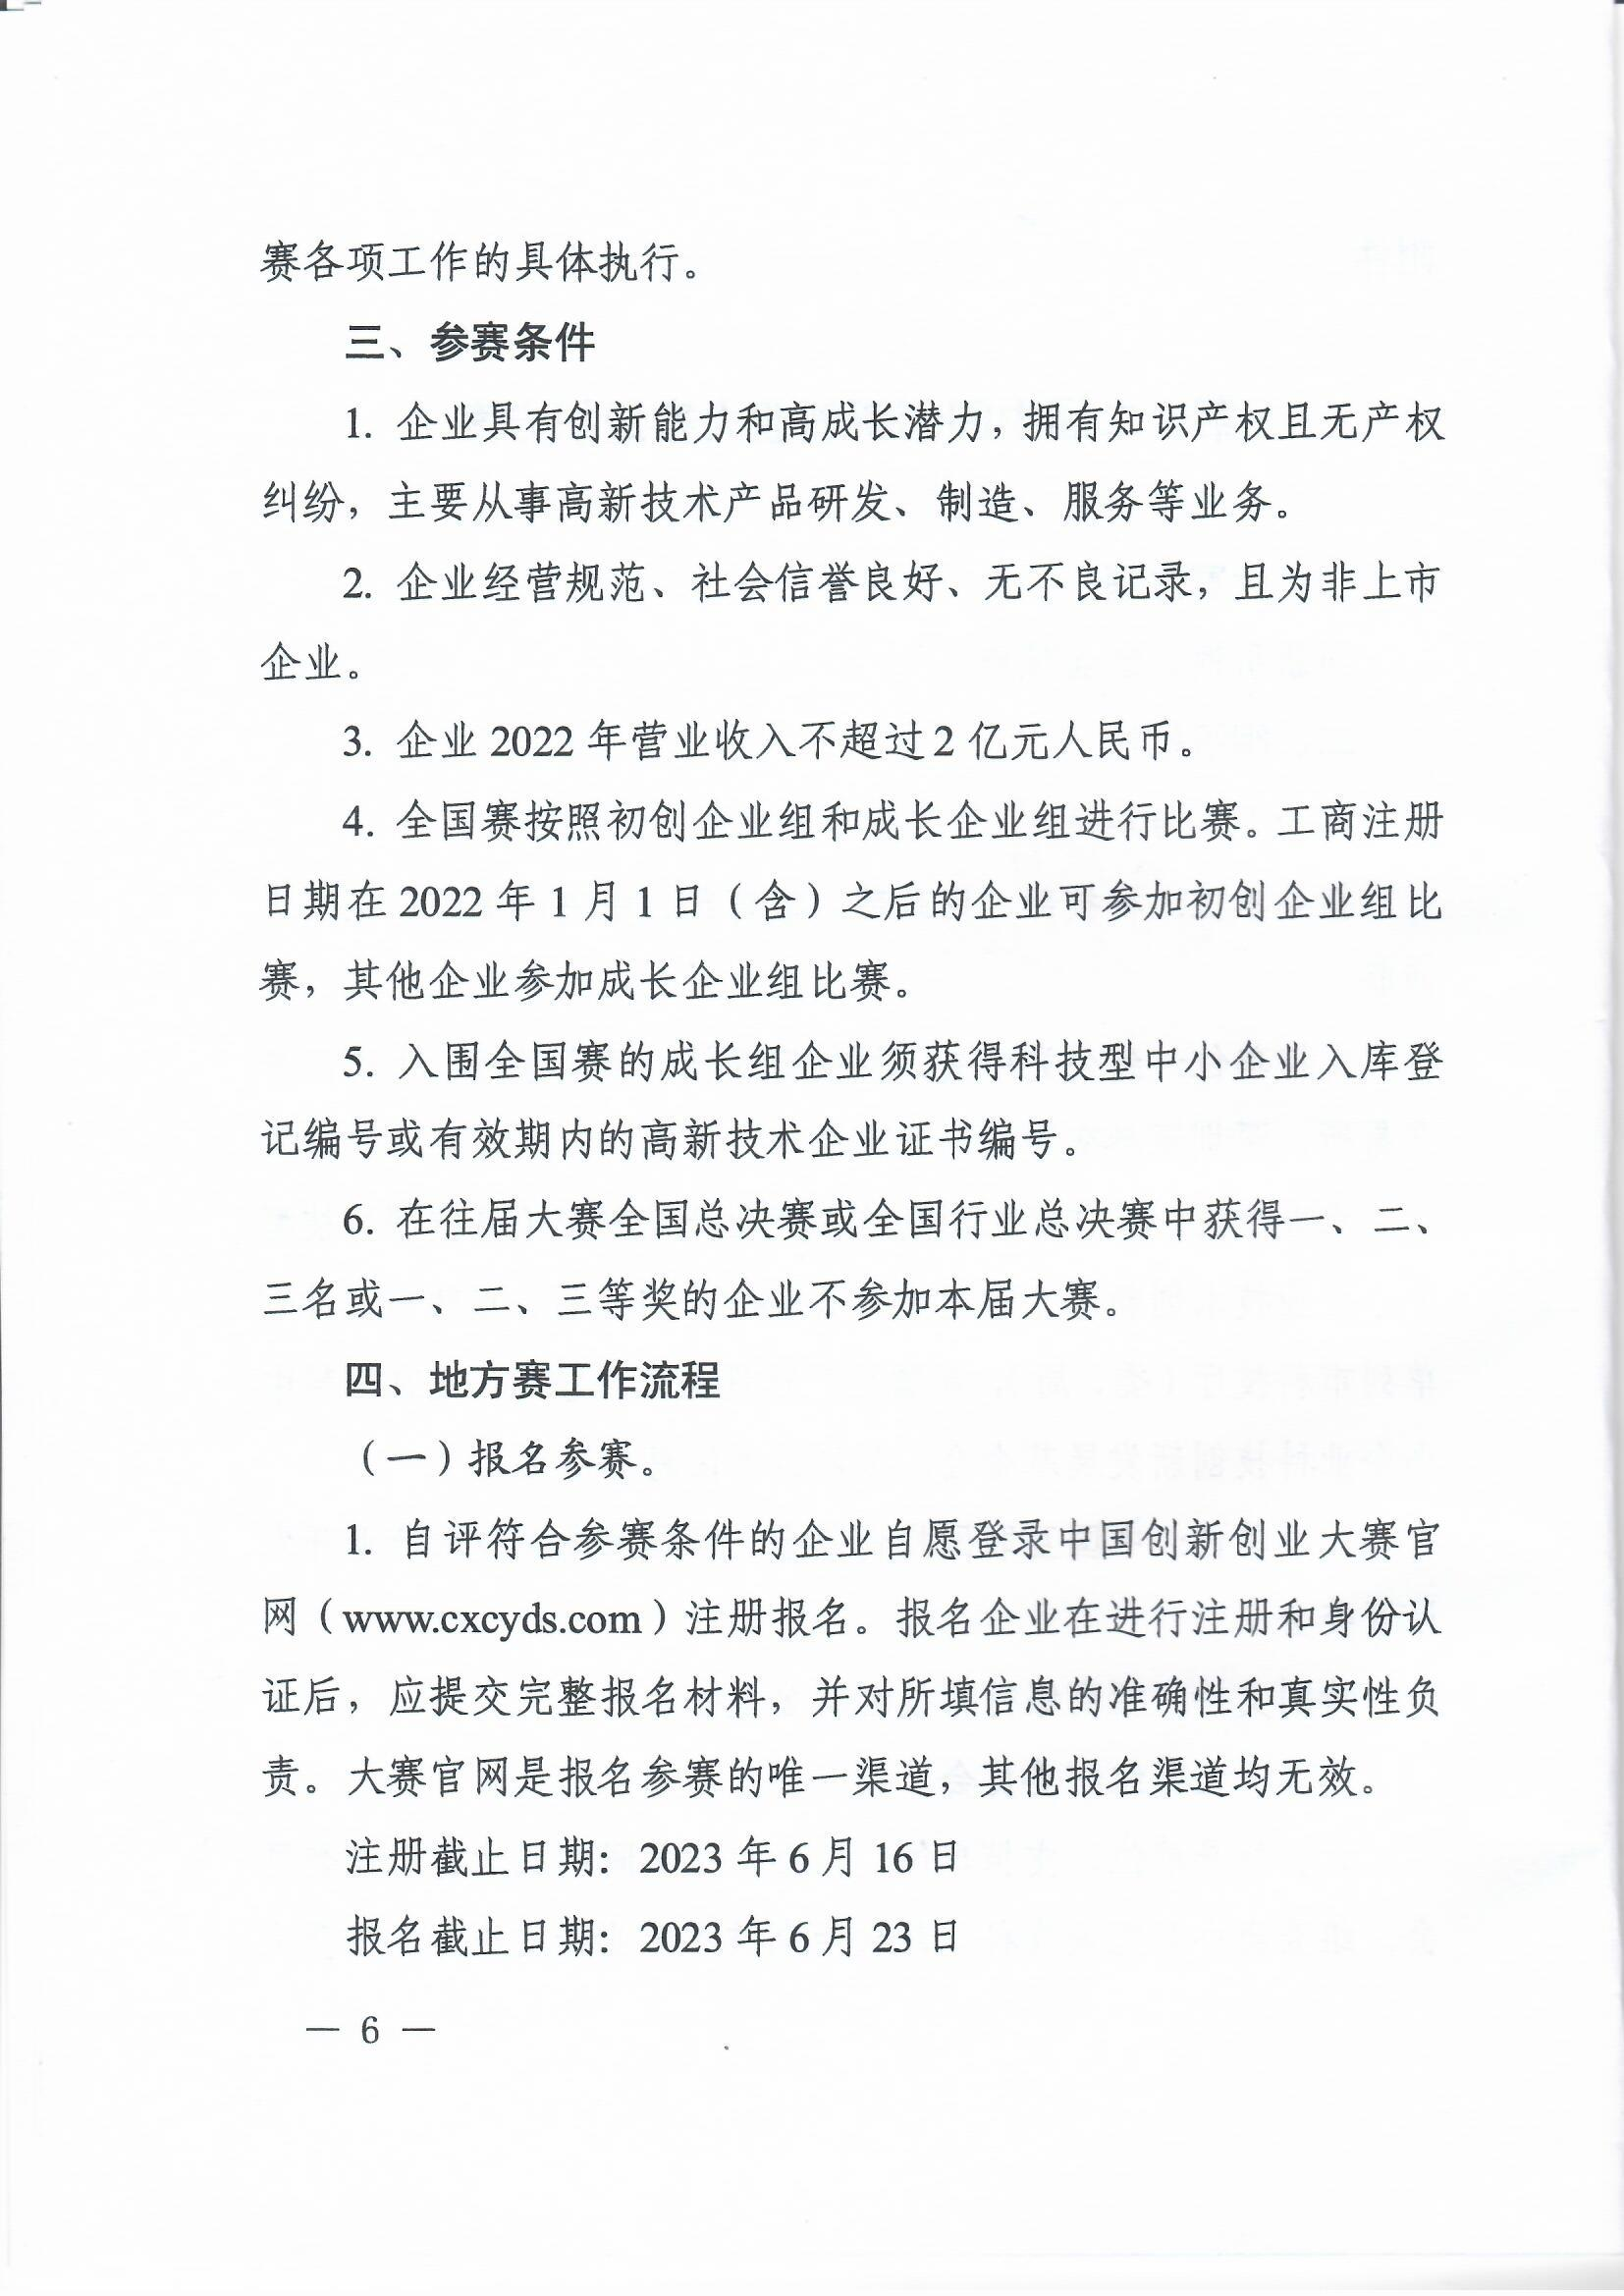 赛各项工作的具体执行。
三、参赛条件
1. 企业具有创新能力和高成长潜力，拥有知识产权且无产权
纠纷，主要从事高新技术产品研发、制造、服务等业务。
2. 企业经营规范、社会信誉良好、无不良记录，且为非上市
企业。
3. 企业 2022 年营业收入不超过 2 亿元人民币。
4. 全国赛按照初创企业组和成长企业组进行比赛。工商注册
日期在 2022 年 1 月 1 日（含）之后的企业可参加初创企业组比
赛，其他企业参加成长企业组比赛。
5. 入围全国赛的成长组企业须获得科技型中小企业入库登
记编号或有效期内的高新技术企业证书编号。
6. 在往届大赛全国总决赛或全国行业总决赛中获得一、二、
三名或一、二、三等奖的企业不参加本届大赛。
四、地方赛工作流程
（一）报名参赛。
1. 自评符合参赛条件的企业自愿登录中国创新创业大赛官
网（www.cxcyds.com）注册报名。报名企业在进行注册和身份认
证后，应提交完整报名材料，并对所填信息的准确性和真实性负
责。大赛官网是报名参赛的唯一渠道，其他报名渠道均无效。
注册截止日期：2023 年 6 月 16 日
报名截止日期：2023 年 6 月 23 日
— 6 —